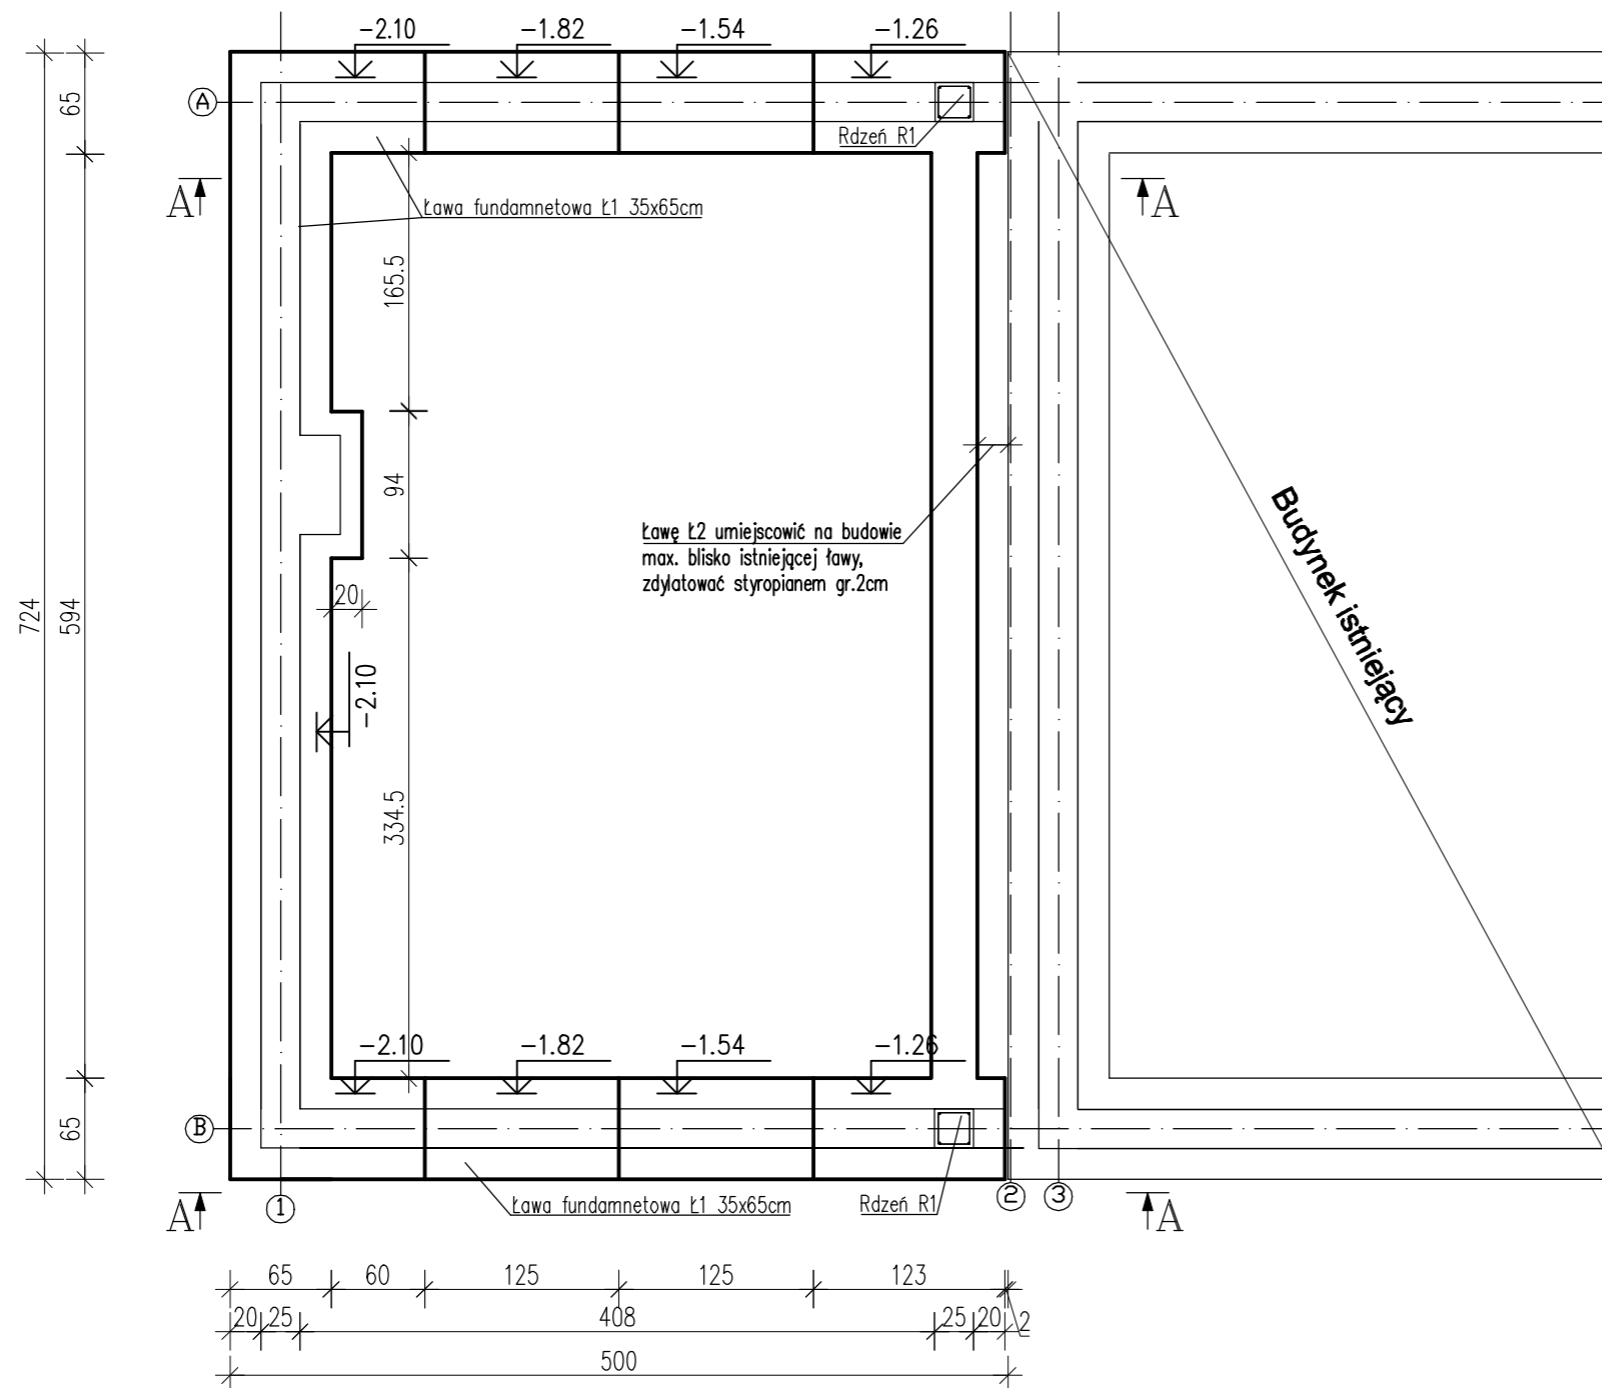 -2.10
-1.82
-1.54
-1.26
A
65
Rdzeń R1
A
A
Ława fundamnetowa Ł1 35x65cm
165.5
94
Ławę Ł2 umiejscowić na budowie
max. blisko istniejącej ławy,
zdylatować styropianem gr.2cm
Budynek istniejący
20
724
594
-2.10
334.5
-2.10
-1.82
-1.54
-1.26
B
65
A
1
Ława fundamnetowa Ł1 35x65cm
Rdzeń R1
2
3
A
65
60
125
125
123
20
25
408
25
20
2
500